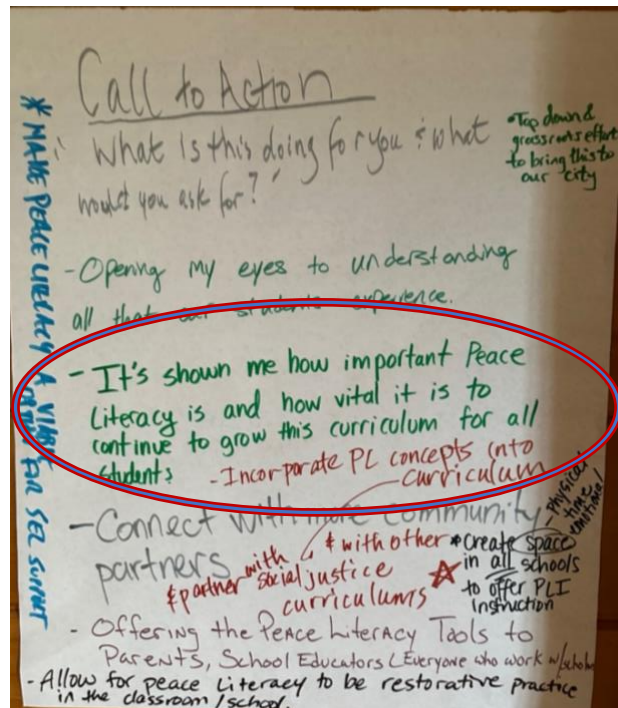 Call to Action
"What is this doing for you & what
would you ask for?"
• Top down &
grassroots effort
to bring this to
our city
- Opening my eyes to understanding
all that our students experience.
- It's shown me how important Peace
Literacy is and how vital it is to
continue to grow this curriculum for all
students
- Incorporate PL concepts into
curriculum
- Connect with more community
partners
& partner with
social justice
curriculums
& with other
* create space
in all schools
to offer PLI
Instruction
physical/
time
emotional/
- Offering the Peace Literacy Tools to
Parents, School Educators (Everyone who work w/
- Allow for peace Literacy to be restorative practice
in the classroom/school.
* MAKE PEACE LITERACY A VIABLE
OPTION FOR SEL SUPPORT